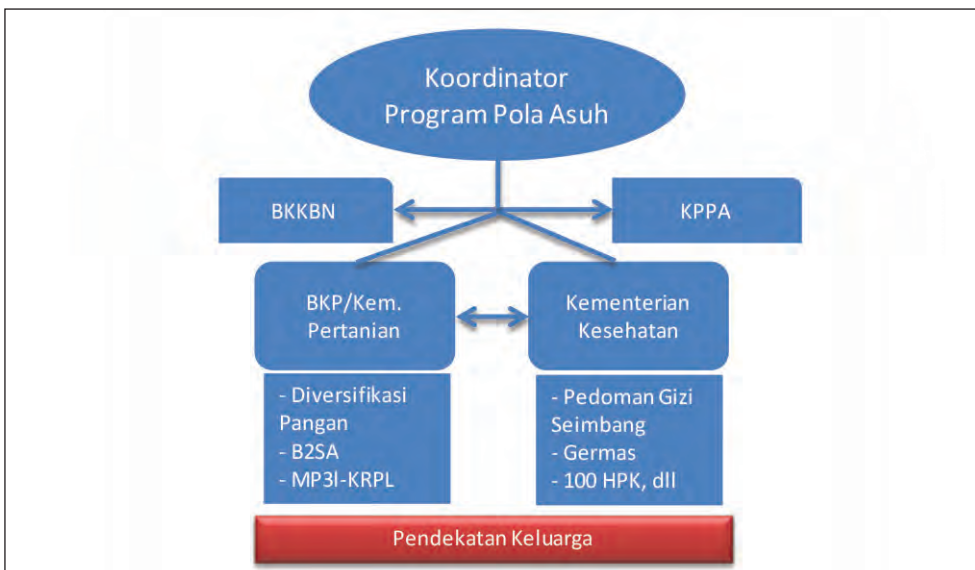 Koordinator
Program Pola Asuh
BKKBN
KPPA
BKP/Kem.
Pertanian
Kementerian
Kesehatan
- Diversifikasi
Pangan
- B2SA
- MP3l-KRPL
- Pedoman Gizi
Seimbang
- Germas
- 100 HPK, dll
Pendekatan Keluarga